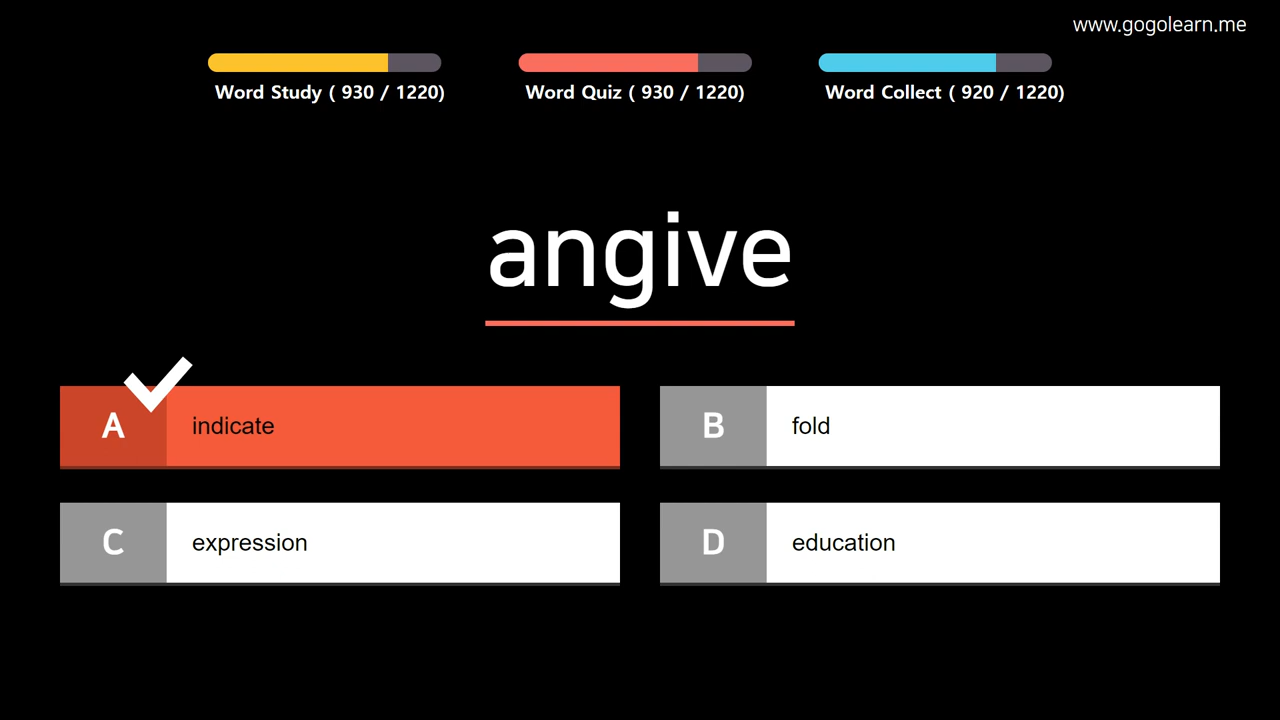 www.gogolearn.me
Word Study ( 930 / 1220)
Word Quiz ( 930 / 1220)
Word Collect ( 920 / 1220)
angive
A indicate
B fold
C expression
D education